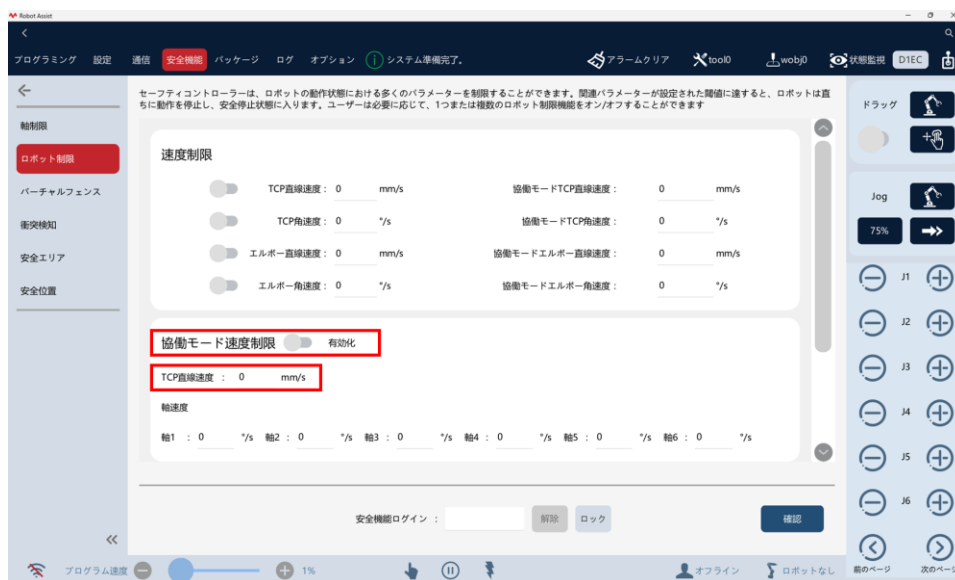 Robot Assist
プログラミング 設定 通信 安全機能 パッケージ ログ オプション i システム準備完了。 アラームクリア tool0 wobj0 状態監視 D1EC
セーフティコントローラーは、ロボットの動作状態における多くのパラメーターを制限することができます。関連パラメーターが設定された閾値に達すると、ロボットは直
ちに動作を停止し、安全停止状態に入ります。ユーザーは必要に応じて、1つまたは複数のロボット制限機能をオン/オフすることができます
軸制限
ロボット制限
バーチャルフェンス
衝突検知
安全エリア
安全位置
速度制限
TCP直線速度： 0 mm/s 協働モードTCP直線速度： 0 mm/s
TCP角速度： 0 °/s 協働モードTCP角速度： 0 °/s
エルボー直線速度： 0 mm/s 協働モードエルボー直線速度： 0 mm/s
エルボー角速度： 0 °/s 協働モードエルボー角速度： 0 °/s
協働モード速度制限 有効化
TCP直線速度 ： 0 mm/s
軸速度
軸1 ：0 °/s 軸2：0 °/s 軸3：0 °/s 軸4：0 °/s 軸5：0 °/s 軸6：0 °/s
安全機能ログイン ： 解除 ロック 確認
ドラッグ
Jog
75%
J1
J2
J3
J4
J5
J6
前のページ 次のページ
プログラム速度 1% オフライン ロボットなし